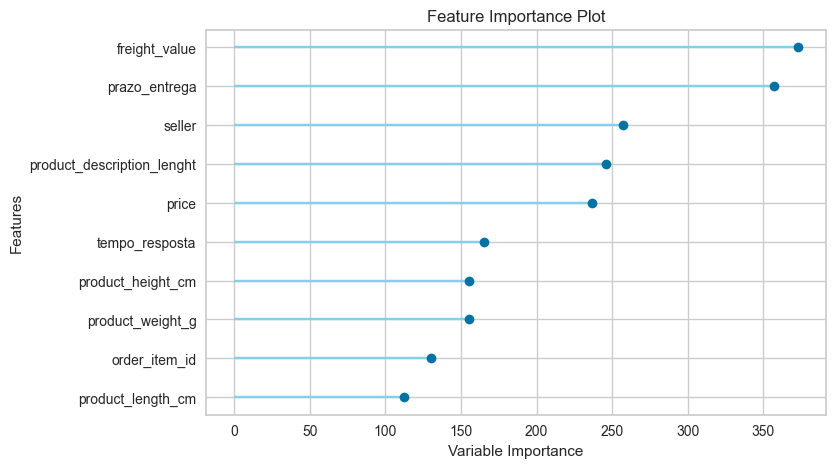 Feature Importance Plot
Features
freight_value
prazo_entrega
seller
product_description_lenght
price
tempo_resposta
product_height_cm
product_weight_g
order_item_id
product_length_cm
0 50 100 150 200 250 300 350
Variable Importance